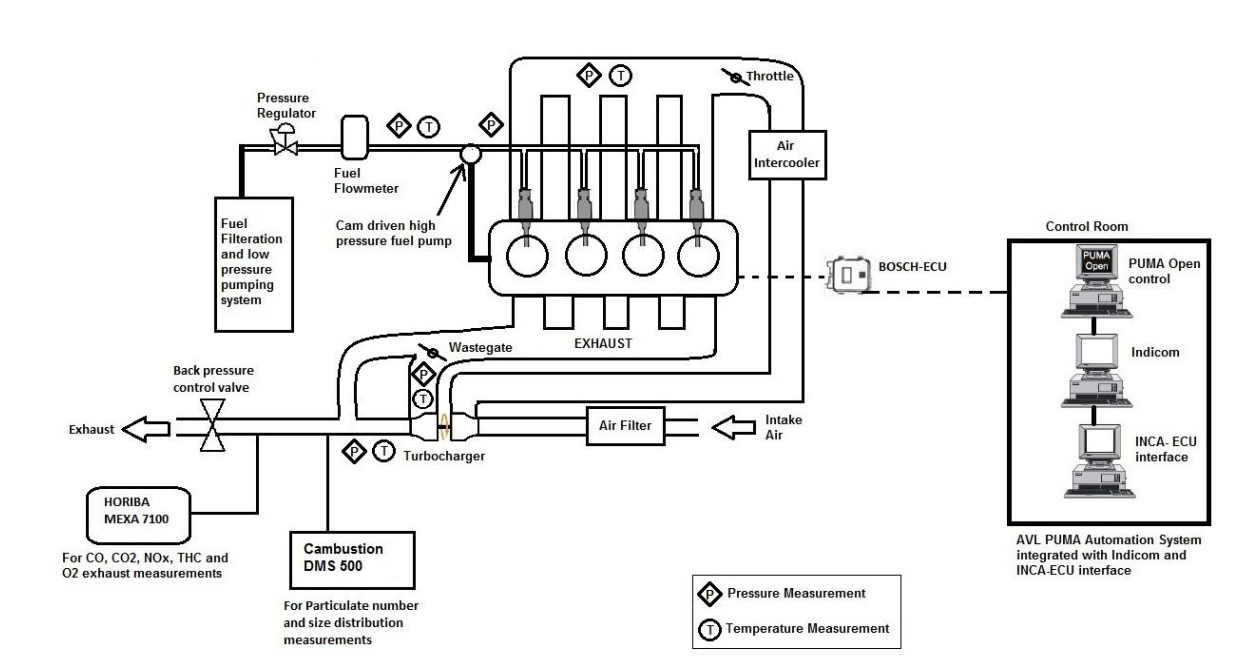 P
T
Throttle
Pressure
Regulator
P
T
P
Air
Intercooler
Fuel
Flowmeter
Cam driven high
pressure fuel pump
Fuel
Filteration
and low
pressure
pumping
system
Control Room
BOSCH-ECU
PUMA
Open
PUMA Open
control
Indicom
INCA- ECU
interface
EXHAUST
Wastegate
Back pressure
control valve
P
T
Exhaust
Air Filter
Intake
Air
P
T
Turbocharger
HORIBA
MEXA 7100
For CO, CO2, NOx, THC and
O2 exhaust measurements
Cambustion
DMS 500
For Particulate number
and size distribution
measurements
AVL PUMA Automation System
integrated with Indicom and
INCA-ECU interface
P Pressure Measurement
T Temperature Measurement